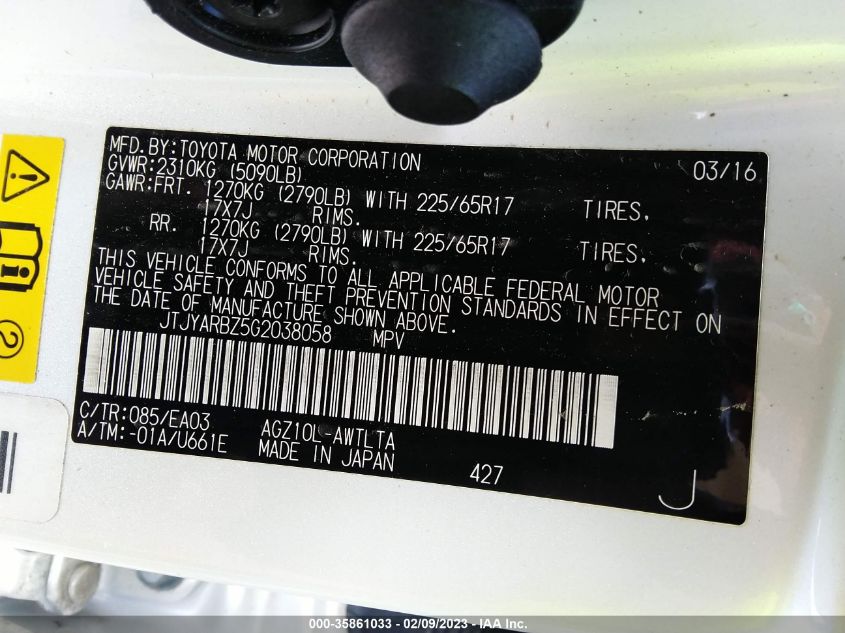 MFD.BY:TOYOTA MOTOR CORPORATION 03/16
GVWR:2310KG (5090LB)
GAWR:FRT. 1270KG (2790LB) WITH 225/65R17 TIRES.
17X7J RIMS.
RR. 1270KG (2790LB) WITH 225/65R17 TIRES.
17X7J RIMS.
THIS VEHICLE CONFORMS TO ALL APPLICABLE FEDERAL MOTOR
VEHICLE SAFETY AND THEFT PREVENTION STANDARDS IN EFFECT ON
THE DATE OF MANUFACTURE SHOWN ABOVE.
JTJYARBZ5G2038058 MPV
C/TR:085/EA03 AGZ10L-AWTLTA
A/TM:-01A/U661E MADE IN JAPAN 427 J
2
000-35861033 - 02/09/2023 - IAA Inc.